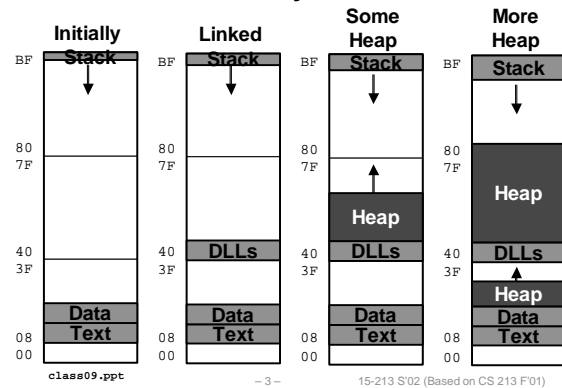 Initially
Linked
Some
Heap
More
Heap
BF
Stack
80
7F
40
3F
Data
Text
08
00
BF
Stack
80
7F
40
3F
DLLs
Data
Text
08
00
BF
Stack
80
7F
Heap
40
3F
DLLs
Data
Text
08
00
BF
Stack
80
7F
Heap
40
3F
DLLs
Heap
Data
Text
08
00
class09.ppt
– 3 –
15-213 S'02 (Based on CS 213 F'01)